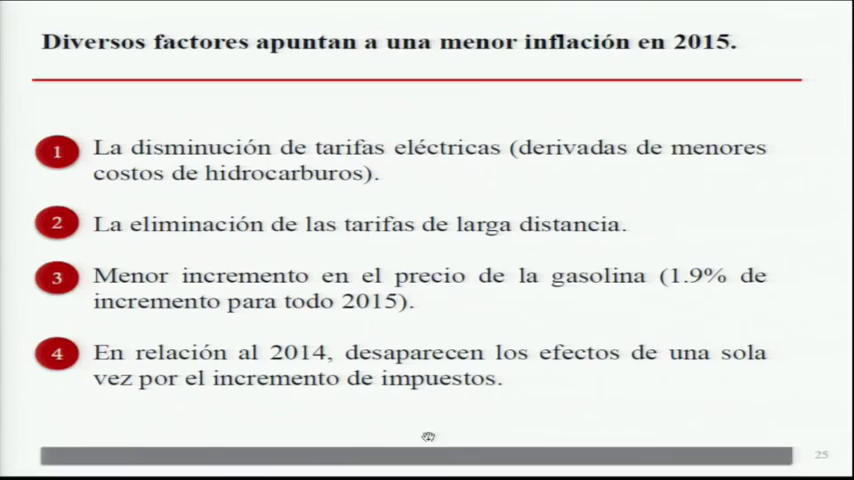 Diversos factores apuntan a una menor inflación en 2015.
1 La disminución de tarifas eléctricas (derivadas de menores
costos de hidrocarburos).
2 La eliminación de las tarifas de larga distancia.
3 Menor incremento en el precio de la gasolina (1.9% de
incremento para todo 2015).
4 En relación al 2014, desaparecen los efectos de una sola
vez por el incremento de impuestos.
25